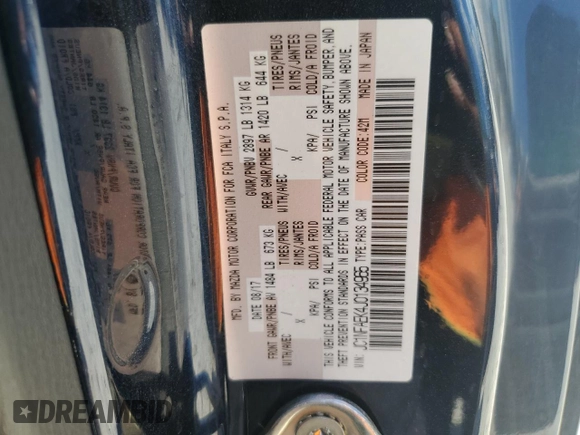 MFD. BY MAZDA MOTOR CORPORATION FOR FCA ITALY S.P.A.
DATE 08/17 GVWR/PNBV 2897 LB 1314 KG
FRONT GAWR/PNBE AV 1484 LB 673 KG REAR GAWR/PNBE AR 1420 LB 644 KG
WITH/AVEC TIRES/PNEUS WITH/AVEC TIRES/PNEUS
/ X RIMS/JANTES X RIMS/JANTES
KPA/ PSI COLD/A FROID KPA/ PSI COLD/A FROID
THIS VEHICLE CONFORMS TO ALL APPLICABLE FEDERAL MOTOR VEHICLE SAFETY, BUMPER, AND
THEFT PREVENTION STANDARDS IN EFFECT ON THE DATE OF MANUFACTURE SHOWN ABOVE.
VIN: JC1NFAEK4J0134965 TYPE:PASS CAR COLOR CODE:42M MADE IN JAPAN
DREAMBID